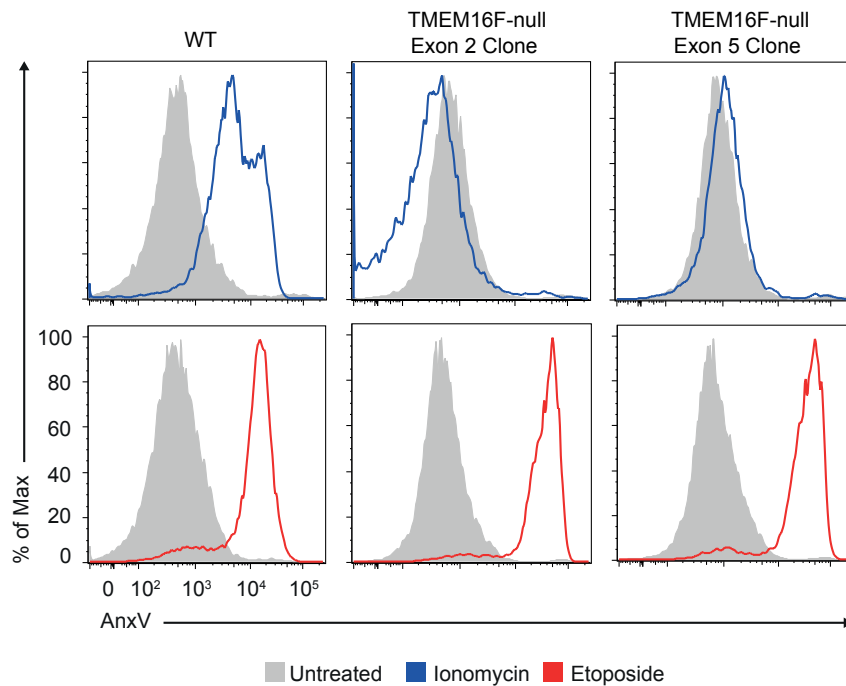 WT
TMEM16F-null
Exon 2 Clone
TMEM16F-null
Exon 5 Clone
% of Max
100
80
60
40
20
0
0 10² 10³ 10⁴ 10⁵
AnxV
Untreated Ionomycin Etoposide